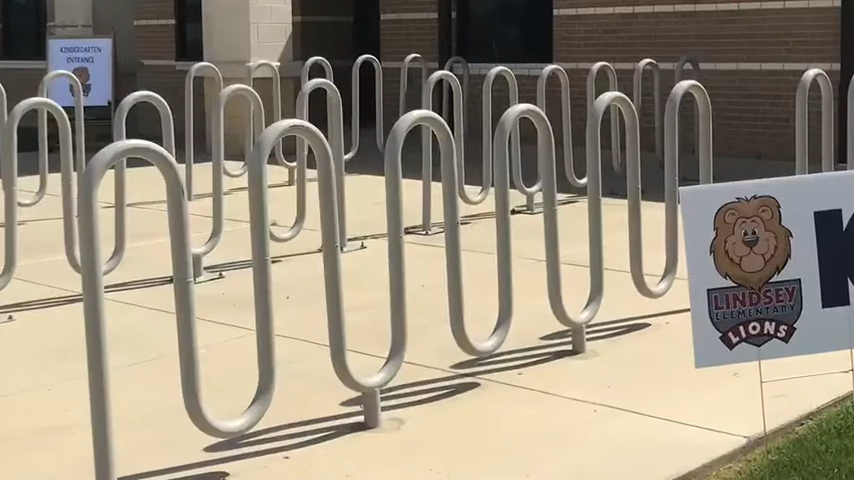 KINDERGARTEN
ENTRANCE
LINDSEY
ELEMENTARY
LIONS
K